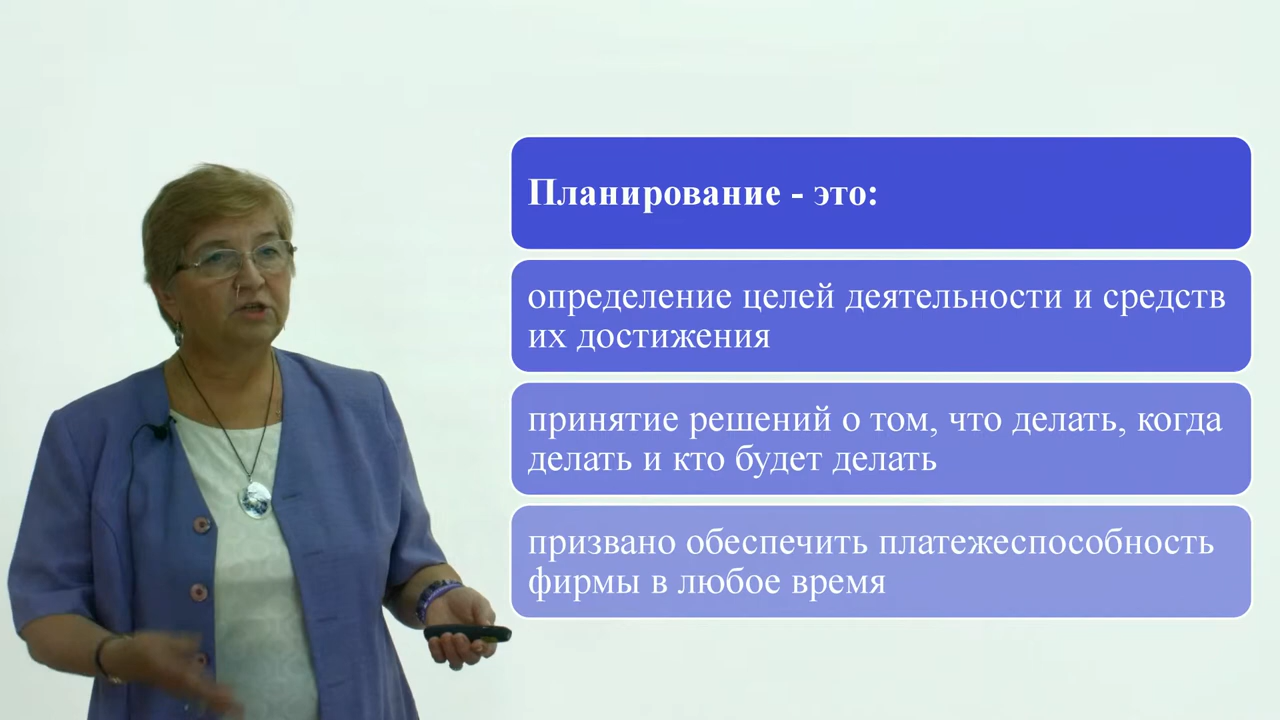 Планирование - это:
определение целей деятельности и средств
их достижения
принятие решений о том, что делать, когда
делать и кто будет делать
призвано обеспечить платежеспособность
фирмы в любое время